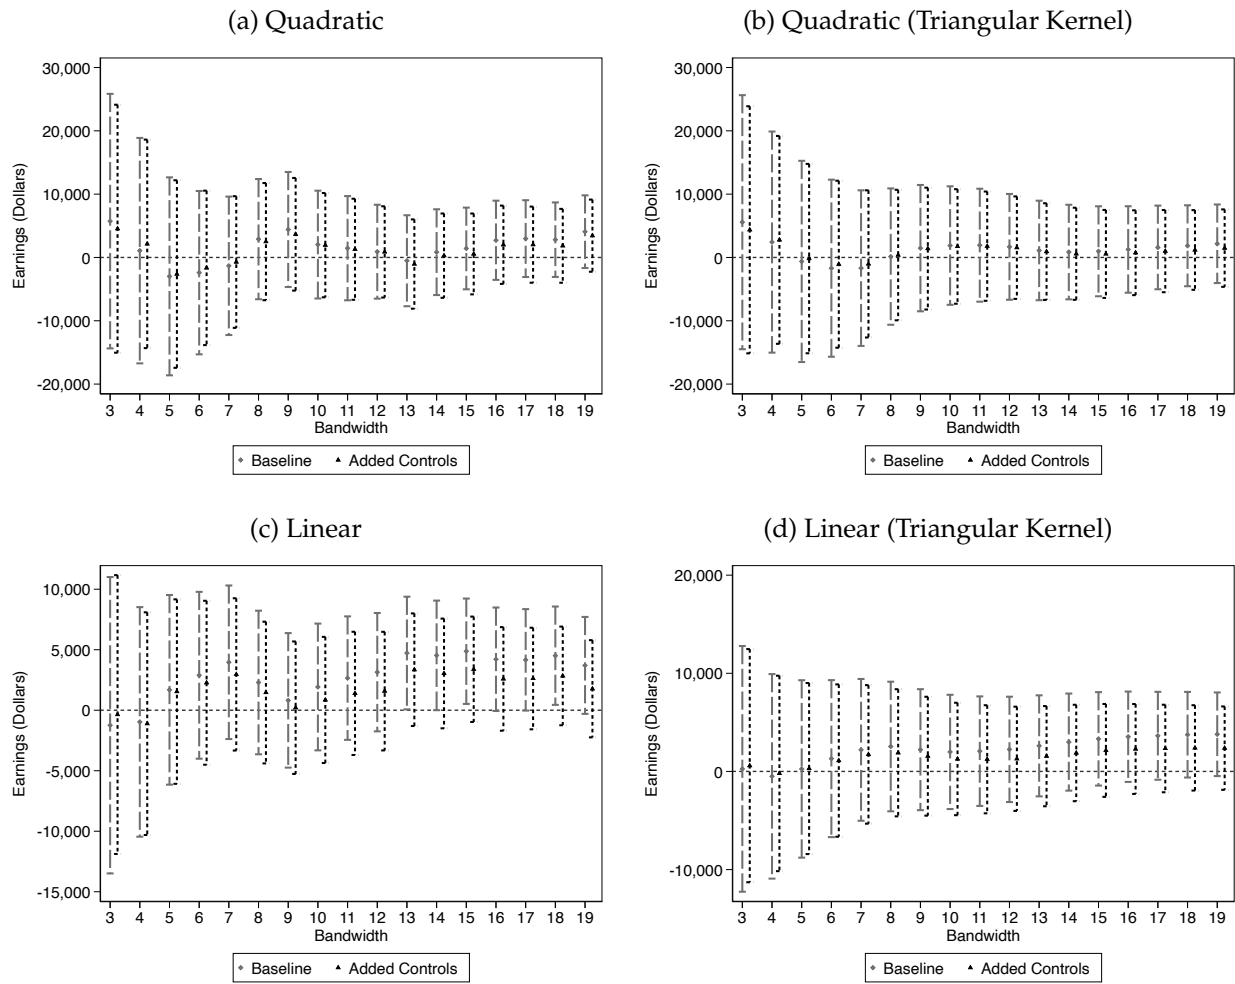 (a) Quadratic
30,000
20,000
10,000
0
-10,000
-20,000
Earnings (Dollars)
3 4 5 6 7 8 9 10 11 12 13 14 15 16 17 18 19
Bandwidth
Baseline Added Controls
(b) Quadratic (Triangular Kernel)
30,000
20,000
10,000
0
-10,000
-20,000
Earnings (Dollars)
3 4 5 6 7 8 9 10 11 12 13 14 15 16 17 18 19
Bandwidth
Baseline Added Controls
(c) Linear
10,000
5,000
0
-5,000
-10,000
-15,000
Earnings (Dollars)
3 4 5 6 7 8 9 10 11 12 13 14 15 16 17 18 19
Bandwidth
Baseline Added Controls
(d) Linear (Triangular Kernel)
20,000
10,000
0
-10,000
Earnings (Dollars)
3 4 5 6 7 8 9 10 11 12 13 14 15 16 17 18 19
Bandwidth
Baseline Added Controls